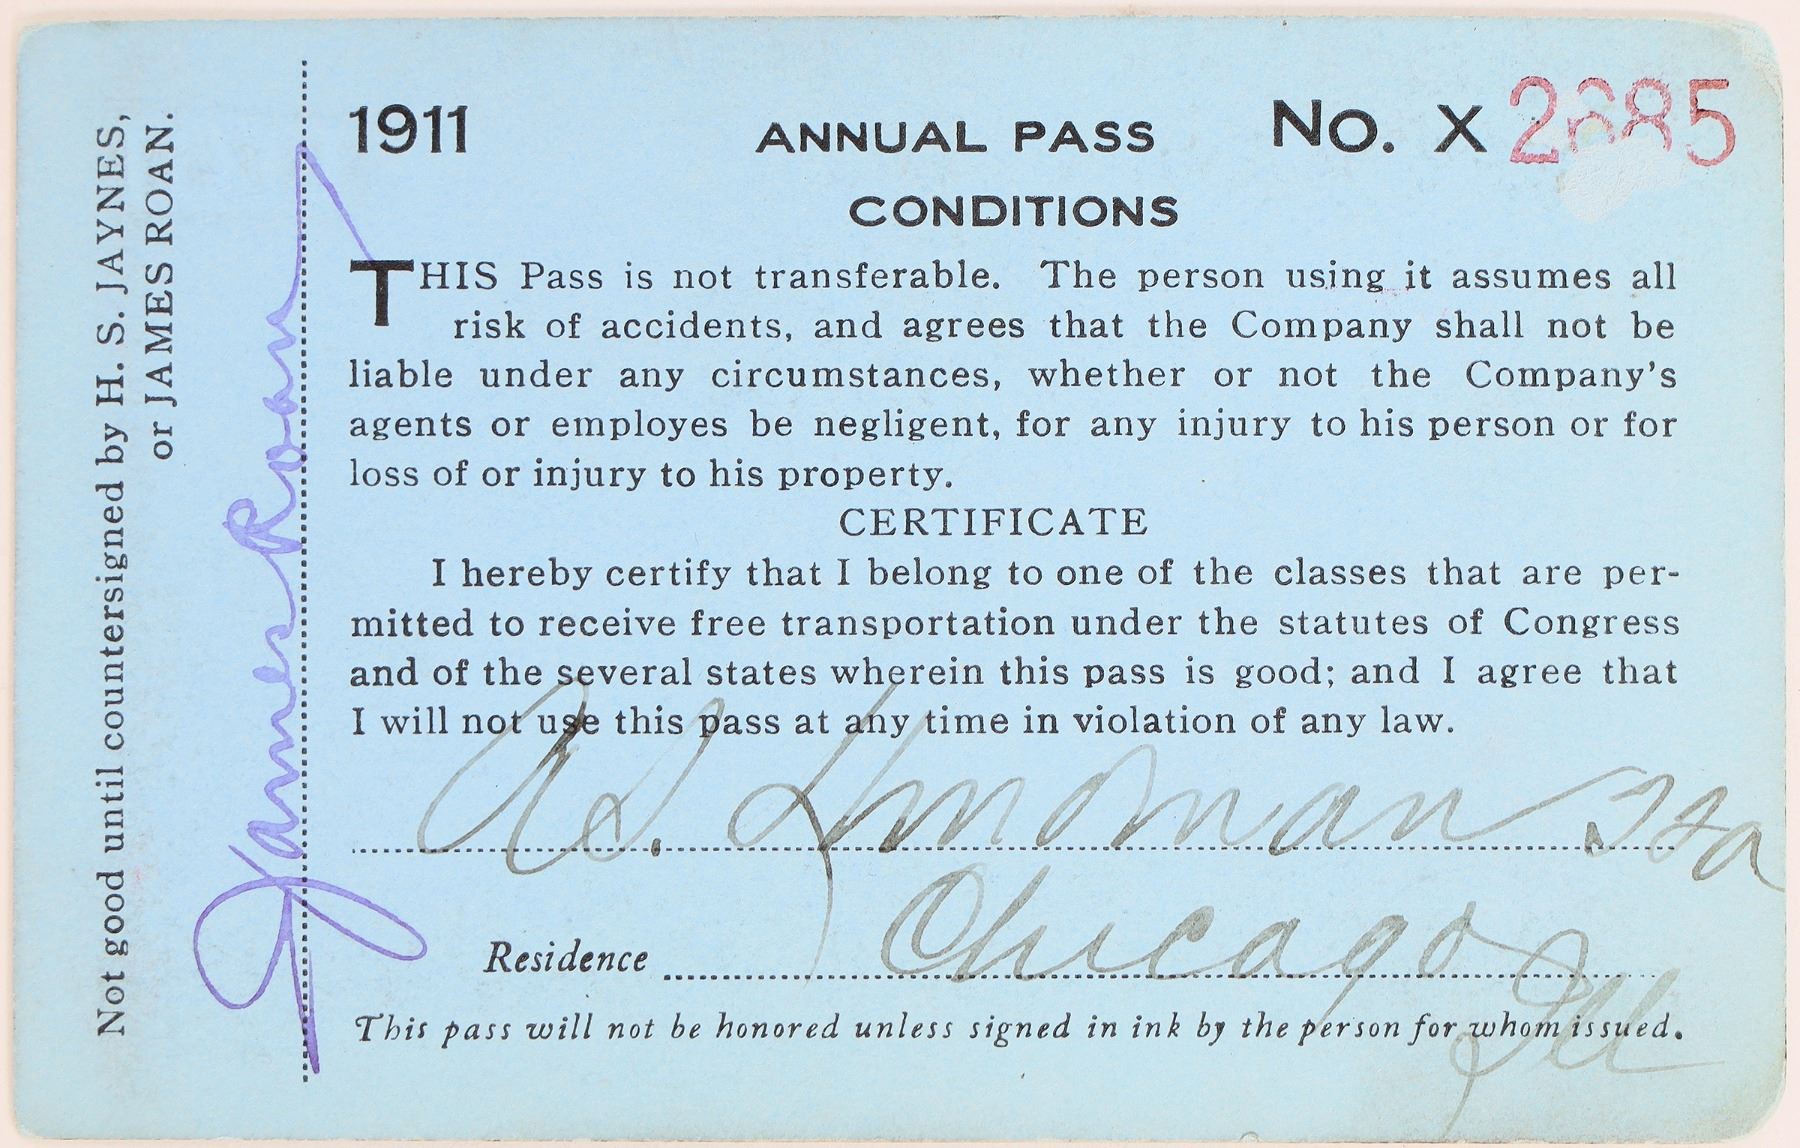 Not good until countersigned by H. S. JAYNES,
or JAMES ROAN.
James Roan
1911 ANNUAL PASS No. X 2685
CONDITIONS
THIS Pass is not transferable. The person using it assumes all
risk of accidents, and agrees that the Company shall not be
liable under any circumstances, whether or not the Company's
agents or employes be negligent, for any injury to his person or for
loss of or injury to his property.
CERTIFICATE
I hereby certify that I belong to one of the classes that are per-
mitted to receive free transportation under the statutes of Congress
and of the several states wherein this pass is good; and I agree that
I will not use this pass at any time in violation of any law.
Residence Chicago Ill
This pass will not be honored unless signed in ink by the person for whom issued.